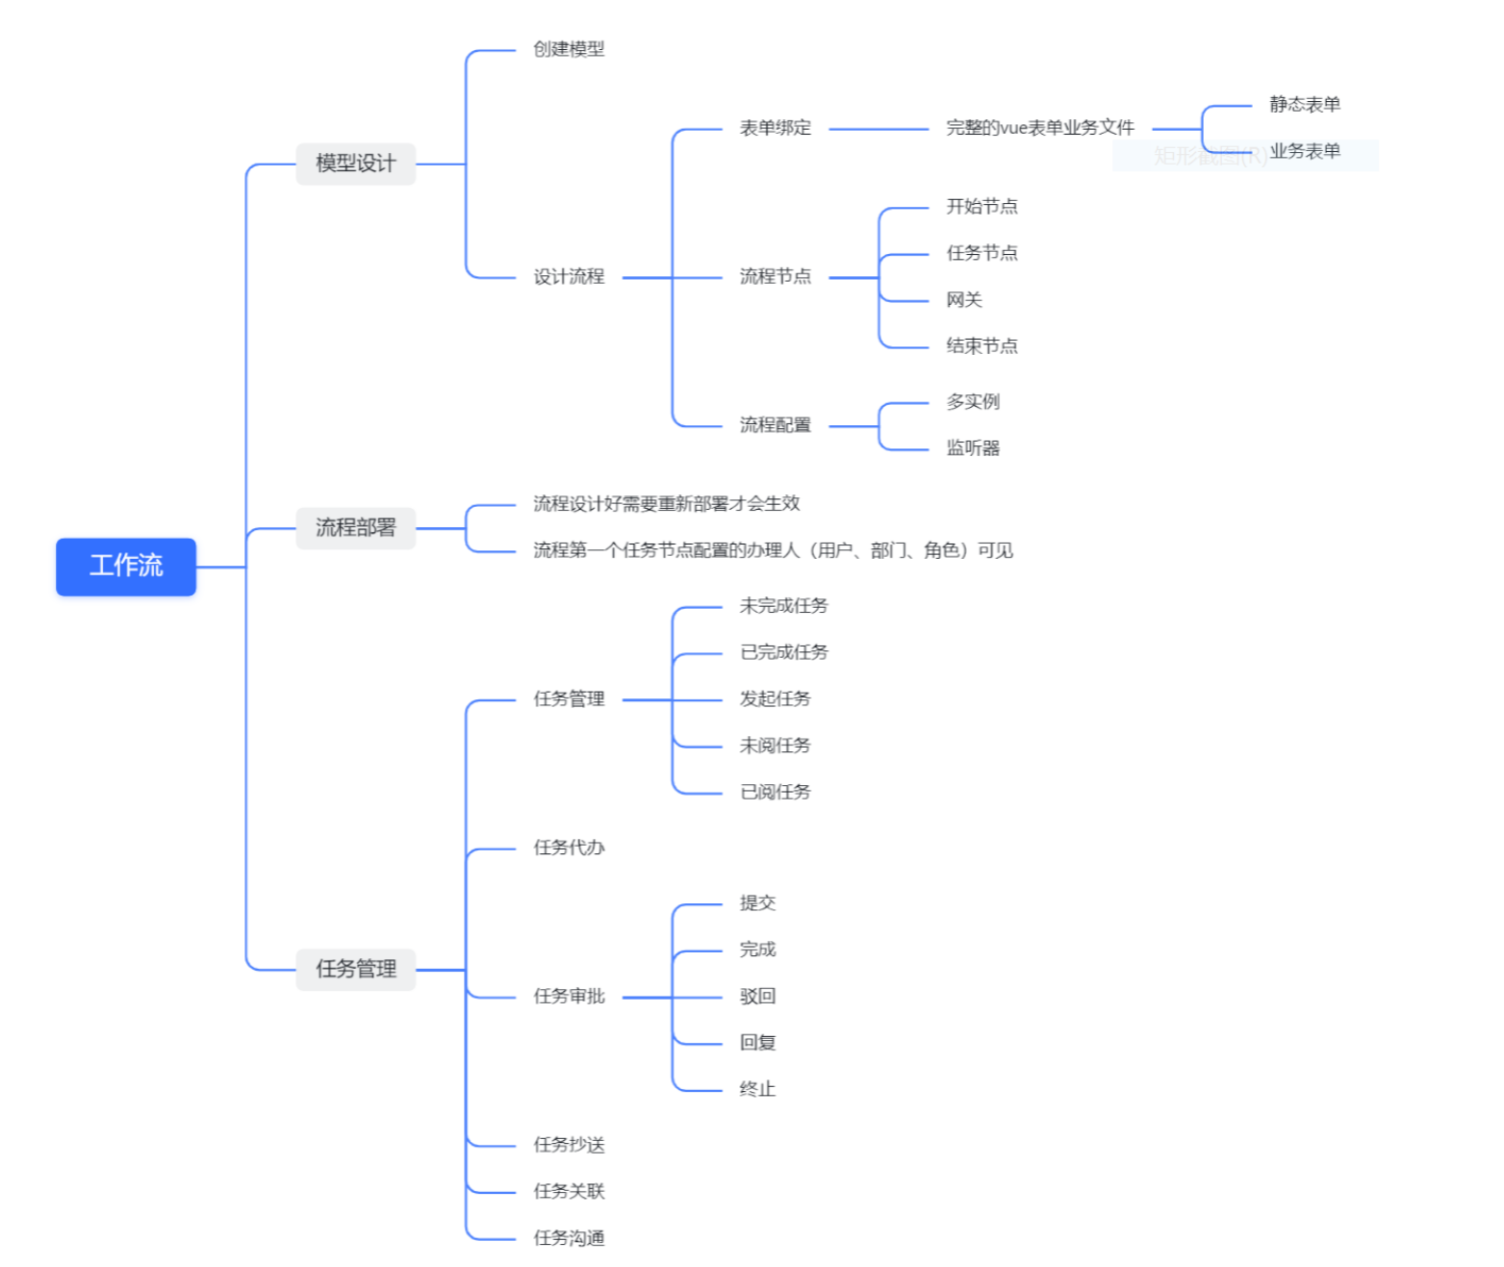 工作流
模型设计
创建模型
设计流程
表单绑定
完整的vue表单业务文件
静态表单
业务表单
矩形截图(R)
流程节点
开始节点
任务节点
网关
结束节点
流程配置
多实例
监听器
流程部署
流程设计好需要重新部署才会生效
流程第一个任务节点配置的办理人（用户、部门、角色）可见
任务管理
任务管理
未完成任务
已完成任务
发起任务
未阅任务
已阅任务
任务代办
任务审批
提交
完成
驳回
回复
终止
任务抄送
任务关联
任务沟通